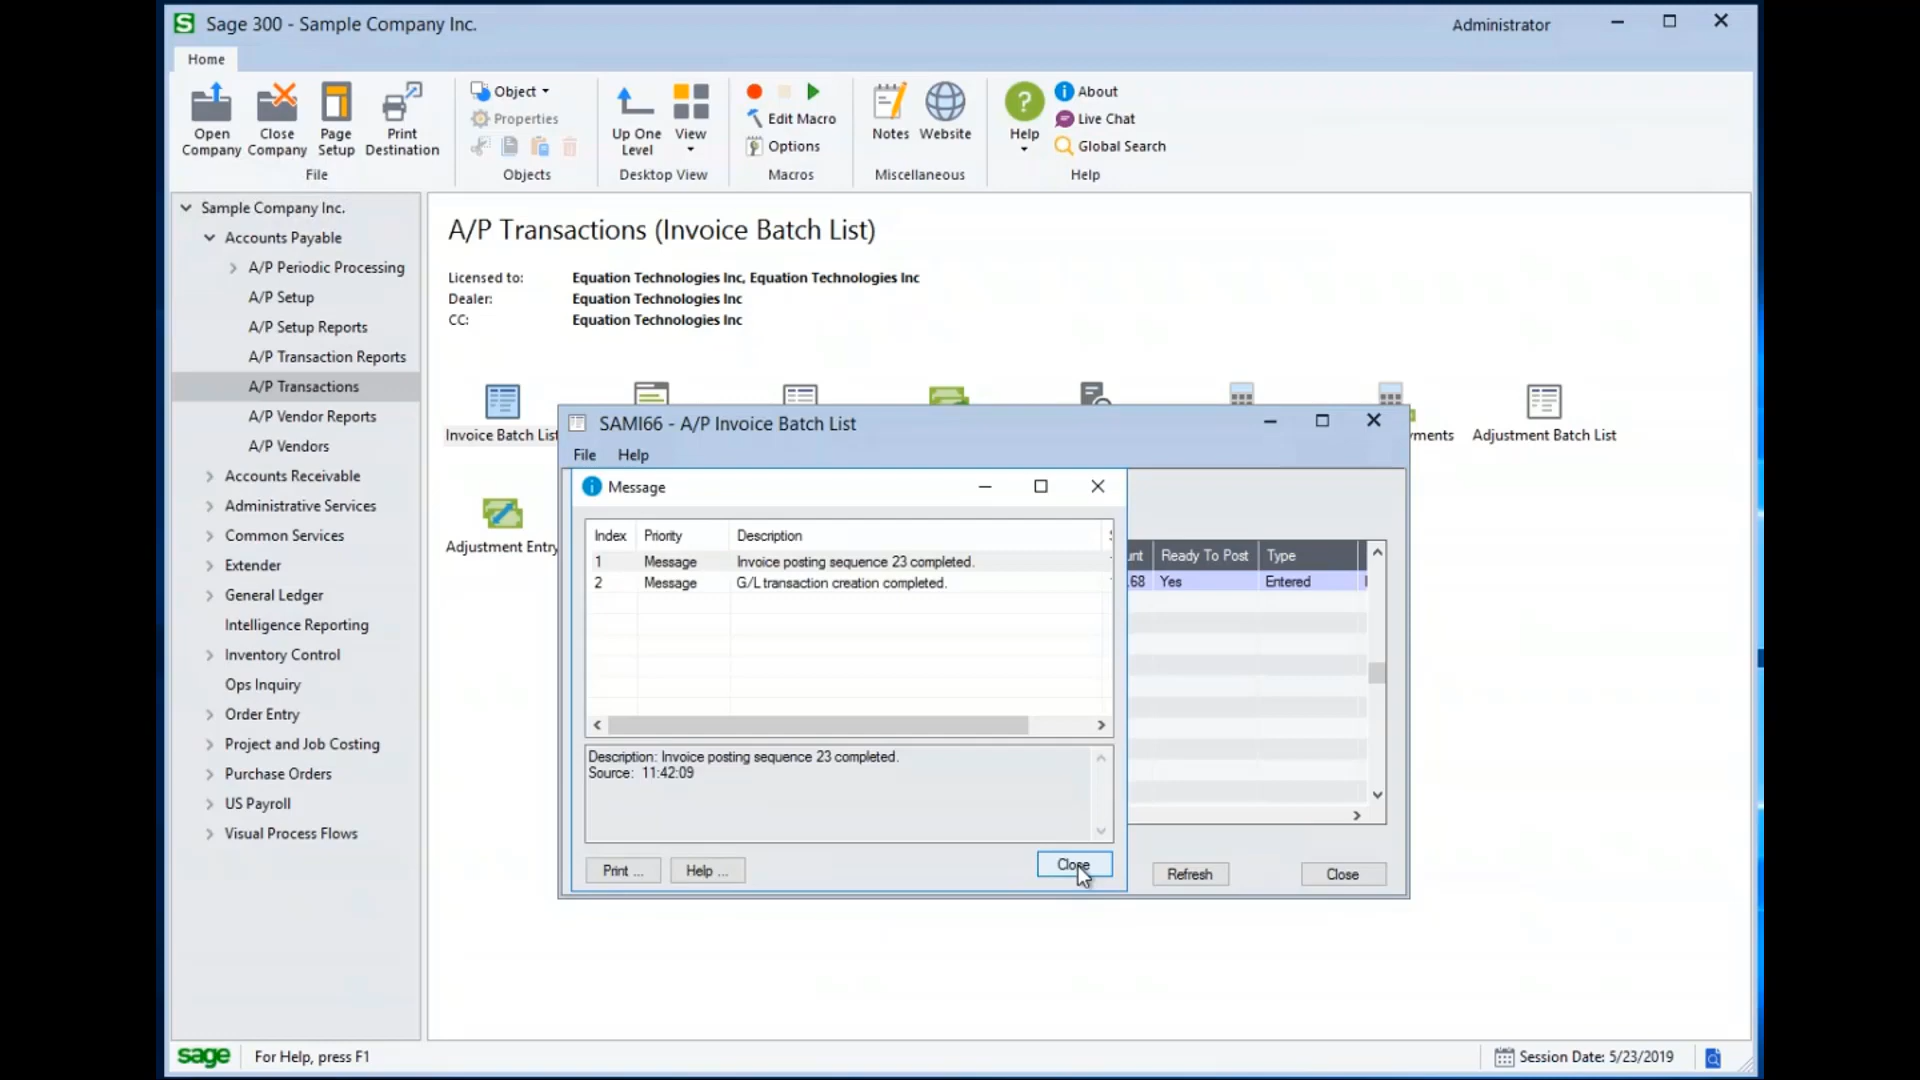 Sage 300 - Sample Company Inc.
Administrator
Home
Open Company
Close Company
Page Setup
Print Destination
File
Object
Properties
Objects
Up One Level
View
Desktop View
Edit Macro
Options
Macros
Notes
Website
Miscellaneous
Help
About
Live Chat
Global Search
Help
Sample Company Inc.
Accounts Payable
A/P Periodic Processing
A/P Setup
A/P Setup Reports
A/P Transaction Reports
A/P Transactions
A/P Vendor Reports
A/P Vendors
Accounts Receivable
Administrative Services
Common Services
Extender
General Ledger
Intelligence Reporting
Inventory Control
Ops Inquiry
Order Entry
Project and Job Costing
Purchase Orders
US Payroll
Visual Process Flows
A/P Transactions (Invoice Batch List)
Licensed to: Equation Technologies Inc, Equation Technologies Inc
Dealer: Equation Technologies Inc
CC: Equation Technologies Inc
Invoice Batch List
ments
Adjustment Batch List
Adjustment Entry
SAMI66 - A/P Invoice Batch List
File Help
Message
Index Priority Description
1 Message Invoice posting sequence 23 completed.
2 Message G/L transaction creation completed.
Description: Invoice posting sequence 23 completed.
Source: 11:42:09
Print ...
Help ...
Close
unt Ready To Post Type
.68 Yes Entered
Refresh
Close
sage
For Help, press F1
Session Date: 5/23/2019